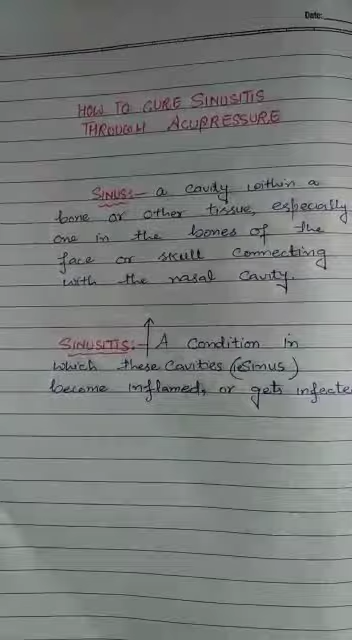 Date:
HOW TO CURE SINUSITIS
THROUGH ACUPRESSURE
SINUS:- a cavity within a
bone or other tissue, especially
one in the bones of the
face or skull connecting
with the nasal cavity.
SINUSITIS:- A Condition in
which these cavities (ie Sinus)
become inflamed, or gets infecte